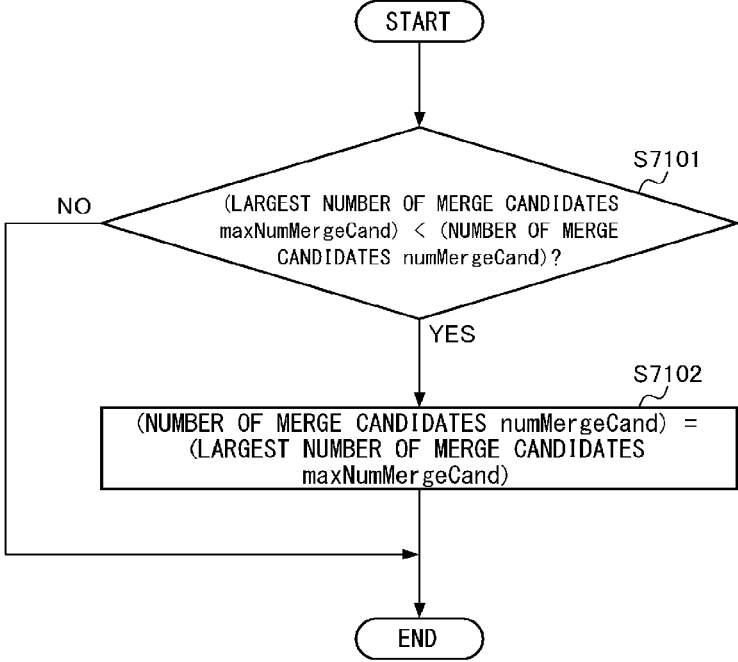 START
S7101
NO
(LARGEST NUMBER OF MERGE CANDIDATES
maxNumMergeCand) < (NUMBER OF MERGE
CANDIDATES numMergeCand)?
YES
S7102
(NUMBER OF MERGE CANDIDATES numMergeCand) =
(LARGEST NUMBER OF MERGE CANDIDATES
maxNumMergeCand)
END